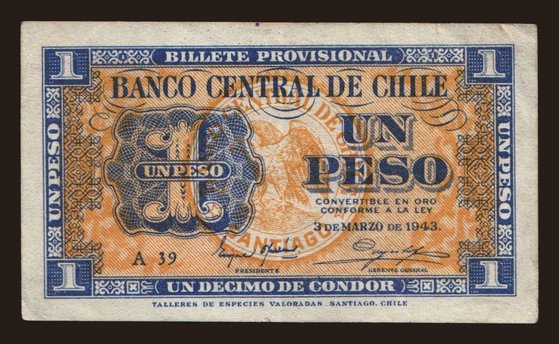 1 BILLETE PROVISIONAL 1
BANCO CENTRAL DE CHILE
UN PESO
UN PESO
UN PESO
UN
PESO
CONVERTIBLE EN ORO
CONFORME A LA LEY
3 DE MARZO DE 1943.
SANTIAGO
A 39
PRESIDENTE
GERENTE GENERAL
1 UN DECIMO DE CONDOR 1
TALLERES DE ESPECIES VALORADAS. SANTIAGO, CHILE